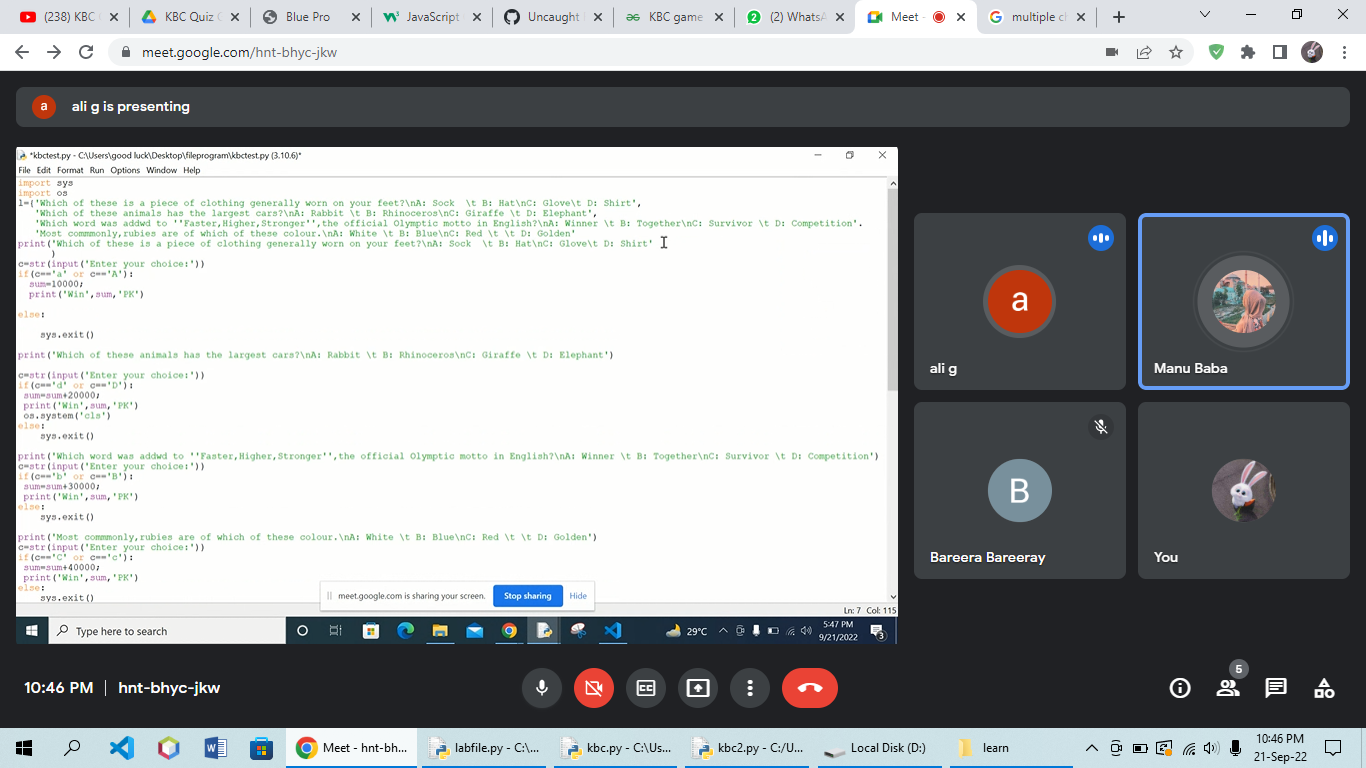 (238) KBC
KBC Quiz G
Blue Pro
JavaScript
Uncaught
KBC game
(2) WhatsA
Meet -
multiple ch
meet.google.com/hnt-bhyc-jkw
a
ali g is presenting
*kbctest.py - C:\Users\good luck\Desktop\fileprogram\kbctest.py (3.10.6)*
File Edit Format Run Options Window Help
import sys
import os
l={'Which of these is a piece of clothing generally worn on your feet?\nA: Sock  \t B: Hat\nC: Glove\t D: Shirt',
'Which of these animals has the largest cars?\nA: Rabbit \t B: Rhinoceros\nC: Giraffe \t D: Elephant',
'Which word was addwd to ''Faster,Higher,Stronger'',the official Olympic motto in English?\nA: Winner \t B: Together\nC: Survivor \t D: Competition'.
'Most commmonly,rubies are of which of these colour.\nA: White \t B: Blue\nC: Red \t \t D: Golden'
print('Which of these is a piece of clothing generally worn on your feet?\nA: Sock  \t B: Hat\nC: Glove\t D: Shirt'
)
c=str(input('Enter your choice:'))
if(c=='a' or c=='A'):
sum=10000;
print('Win',sum,'PK')
else:
sys.exit()
print('Which of these animals has the largest cars?\nA: Rabbit \t B: Rhinoceros\nC: Giraffe \t D: Elephant')
c=str(input('Enter your choice:'))
if(c=='d' or c=='D'):
sum=sum+20000;
print('Win',sum,'PK')
os.system('cls')
else:
sys.exit()
print('Which word was addwd to ''Faster,Higher,Stronger'',the official Olympic motto in English?\nA: Winner \t B: Together\nC: Survivor \t D: Competition')
c=str(input('Enter your choice:'))
if(c=='b' or c=='B'):
sum=sum+30000;
print('Win',sum,'PK')
else:
sys.exit()
print('Most commmonly,rubies are of which of these colour.\nA: White \t B: Blue\nC: Red \t \t D: Golden')
c=str(input('Enter your choice:'))
if(c=='C' or c=='c'):
sum=sum+40000;
print('Win',sum,'PK')
else:
sys.exit()
meet.google.com is sharing your screen.
Stop sharing
Hide
Ln: 7 Col: 115
Type here to search
29°C
5:47 PM
9/21/2022
3
a
ali g
Manu Baba
B
Bareera Bareeray
You
10:46 PM | hnt-bhyc-jkw
5
Meet - hnt-bh...
labfile.py - C:\...
kbc.py - C:\Us...
kbc2.py - C:/U...
Local Disk (D:)
learn
10:46 PM
21-Sep-22